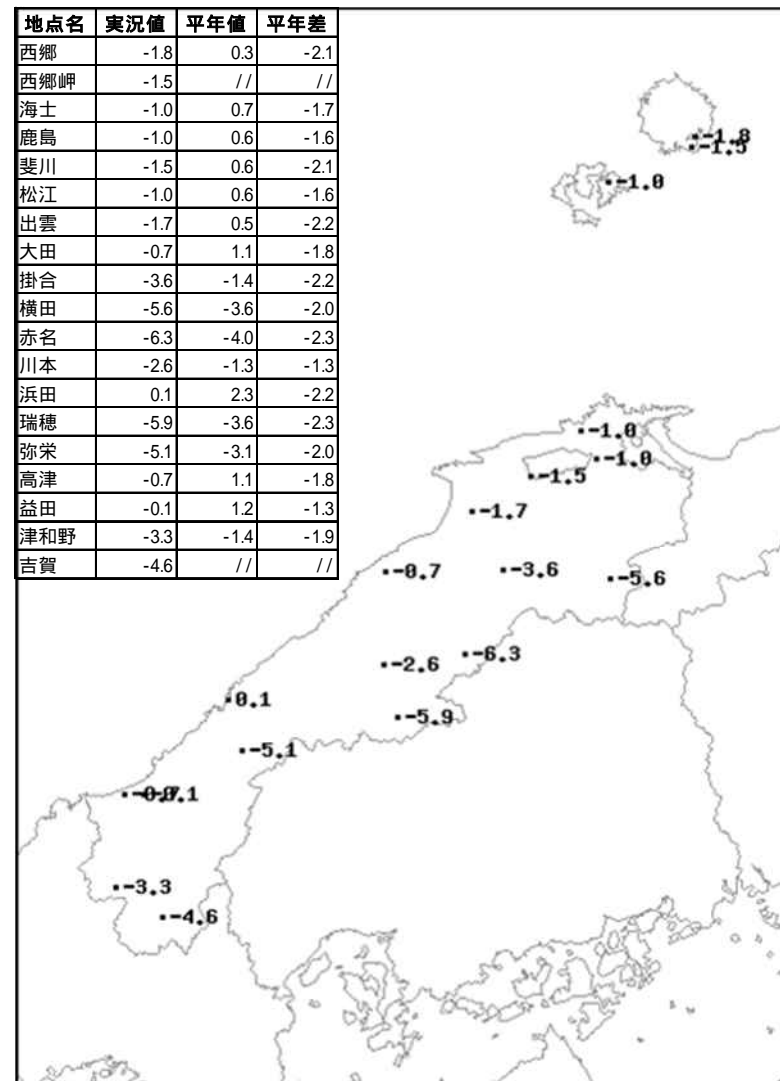 地点名 実況値 平年値 平年差
西郷 -1.8 0.3 -2.1
西郷岬 -1.5 // //
海士 -1.0 0.7 -1.7
鹿島 -1.0 0.6 -1.6
斐川 -1.5 0.6 -2.1
松江 -1.0 0.6 -1.6
出雲 -1.7 0.5 -2.2
大田 -0.7 1.1 -1.8
掛合 -3.6 -1.4 -2.2
横田 -5.6 -3.6 -2.0
赤名 -6.3 -4.0 -2.3
川本 -2.6 -1.3 -1.3
浜田 0.1 2.3 -2.2
瑞穂 -5.9 -3.6 -2.3
弥栄 -5.1 -3.1 -2.0
高津 -0.7 1.1 -1.8
益田 -0.1 1.2 -1.3
津和野 -3.3 -1.4 -1.9
吉賀 -4.6 // //
-1.8
-1.5
-1.0
-1.0
-1.0
-1.5
-1.7
-0.7
-3.6
-5.6
-6.3
-2.6
0.1
-5.9
-5.1
-0.7
-0.1
-3.3
-4.6